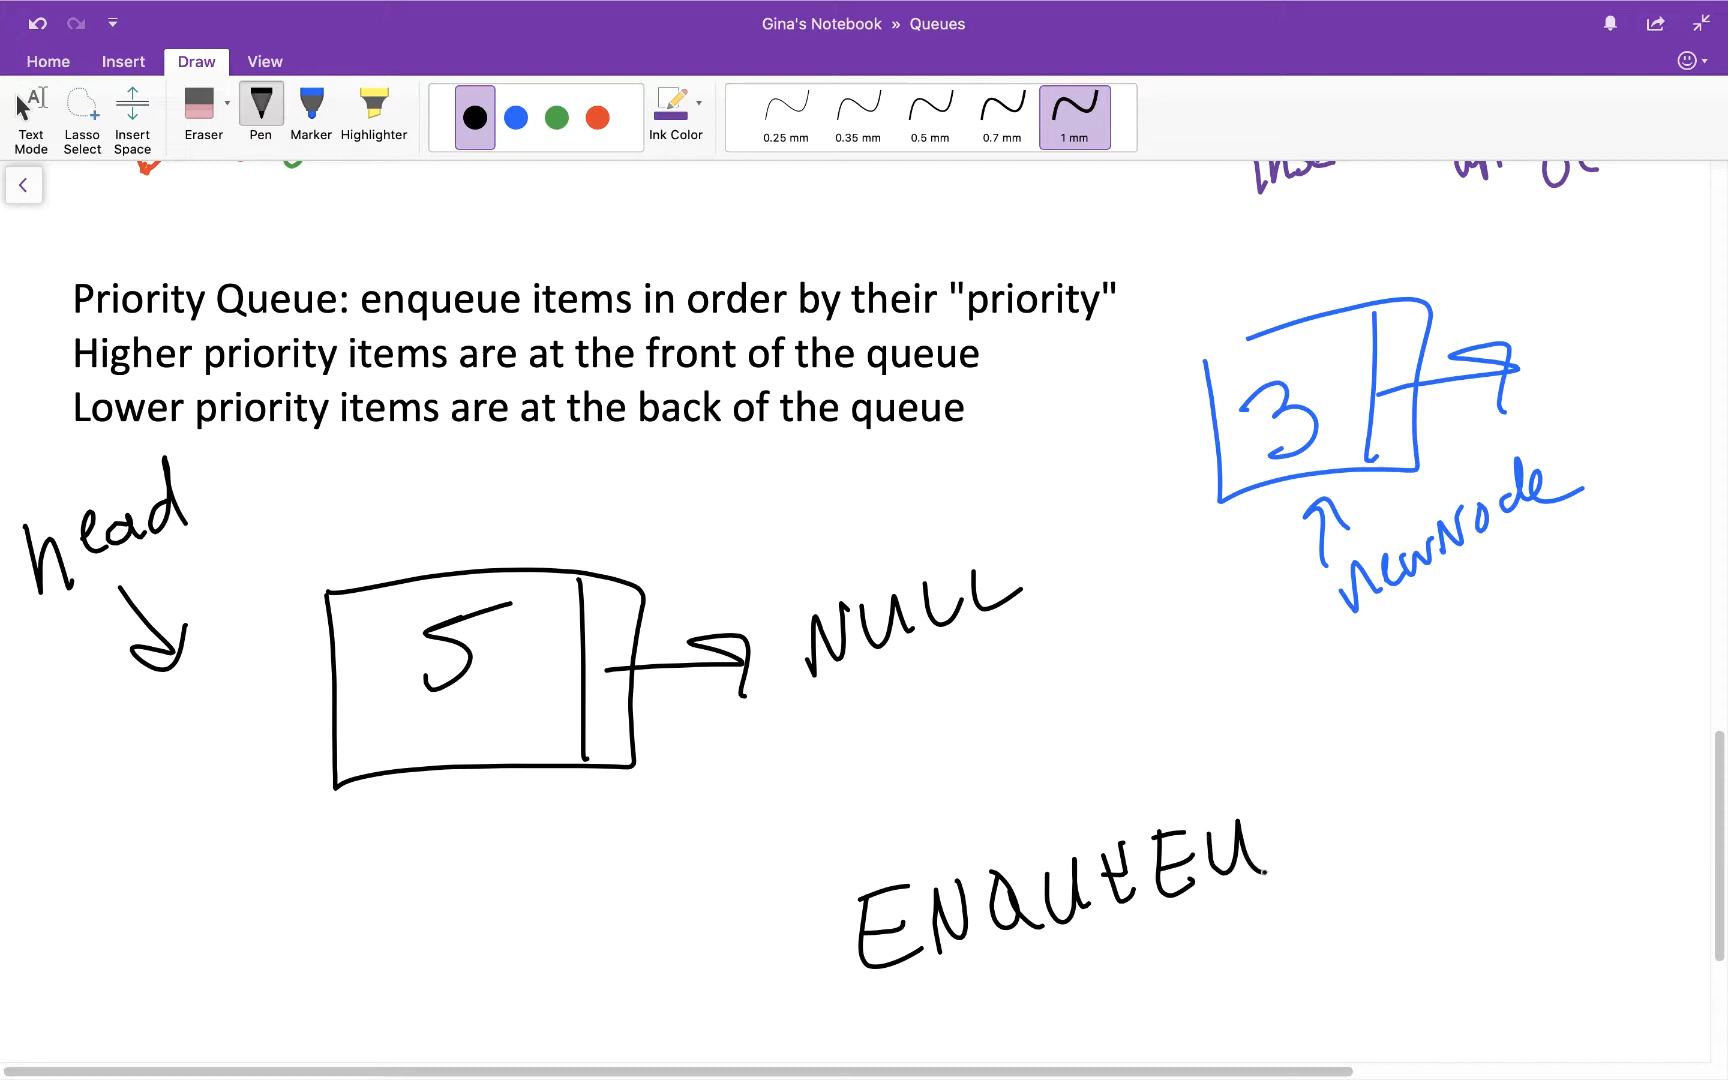 Gina's Notebook » Queues
Home Insert Draw View
Text Mode
Lasso Select
Insert Space
Eraser
Pen
Marker
Highlighter
Ink Color
0.25 mm
0.35 mm
0.5 mm
0.7 mm
1 mm
Priority Queue: enqueue items in order by their "priority"
Higher priority items are at the front of the queue
Lower priority items are at the back of the queue
3
newNode
head
5
NULL
ENQUEEU